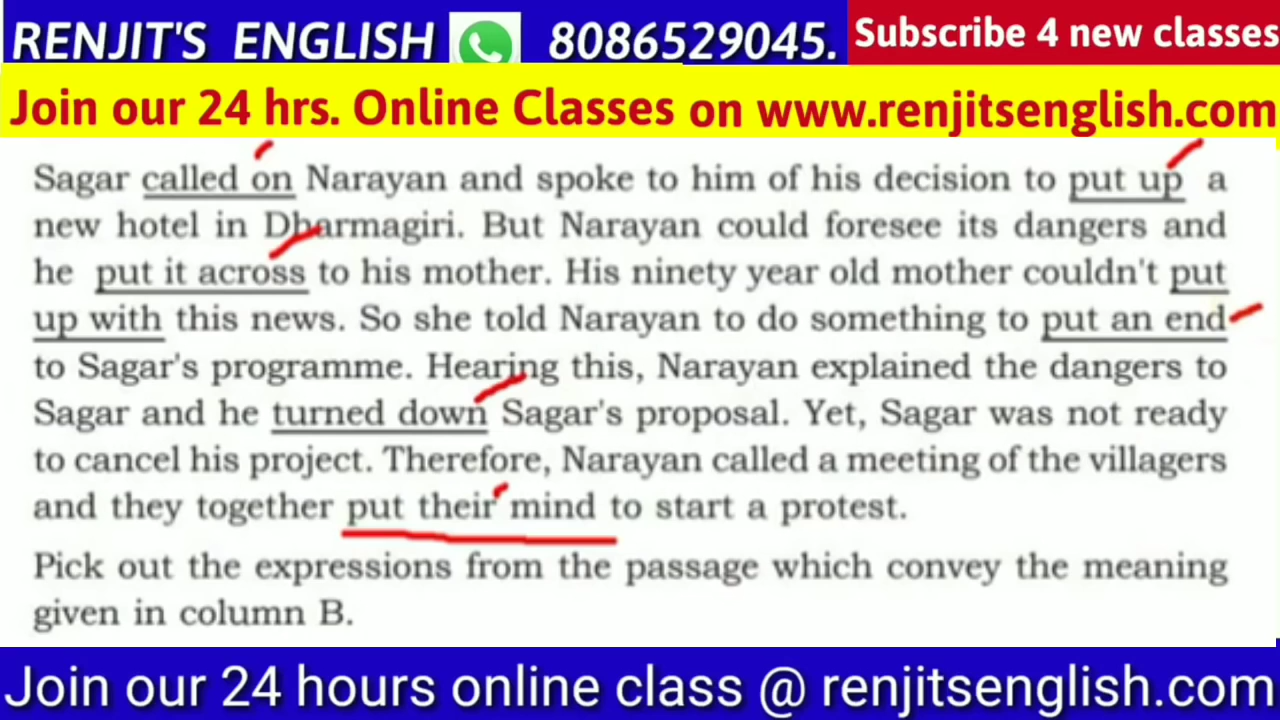 RENJIT'S ENGLISH 8086529045. Subscribe 4 new classes
Join our 24 hrs. Online Classes on www.renjitsenglish.com
Sagar called on Narayan and spoke to him of his decision to put up a
new hotel in Dharmagiri. But Narayan could foresee its dangers and
he put it across to his mother. His ninety year old mother couldn't put
up with this news. So she told Narayan to do something to put an end
to Sagar's programme. Hearing this, Narayan explained the dangers to
Sagar and he turned down Sagar's proposal. Yet, Sagar was not ready
to cancel his project. Therefore, Narayan called a meeting of the villagers
and they together put their mind to start a protest.
Pick out the expressions from the passage which convey the meaning
given in column B.
Join our 24 hours online class @ renjitsenglish.com